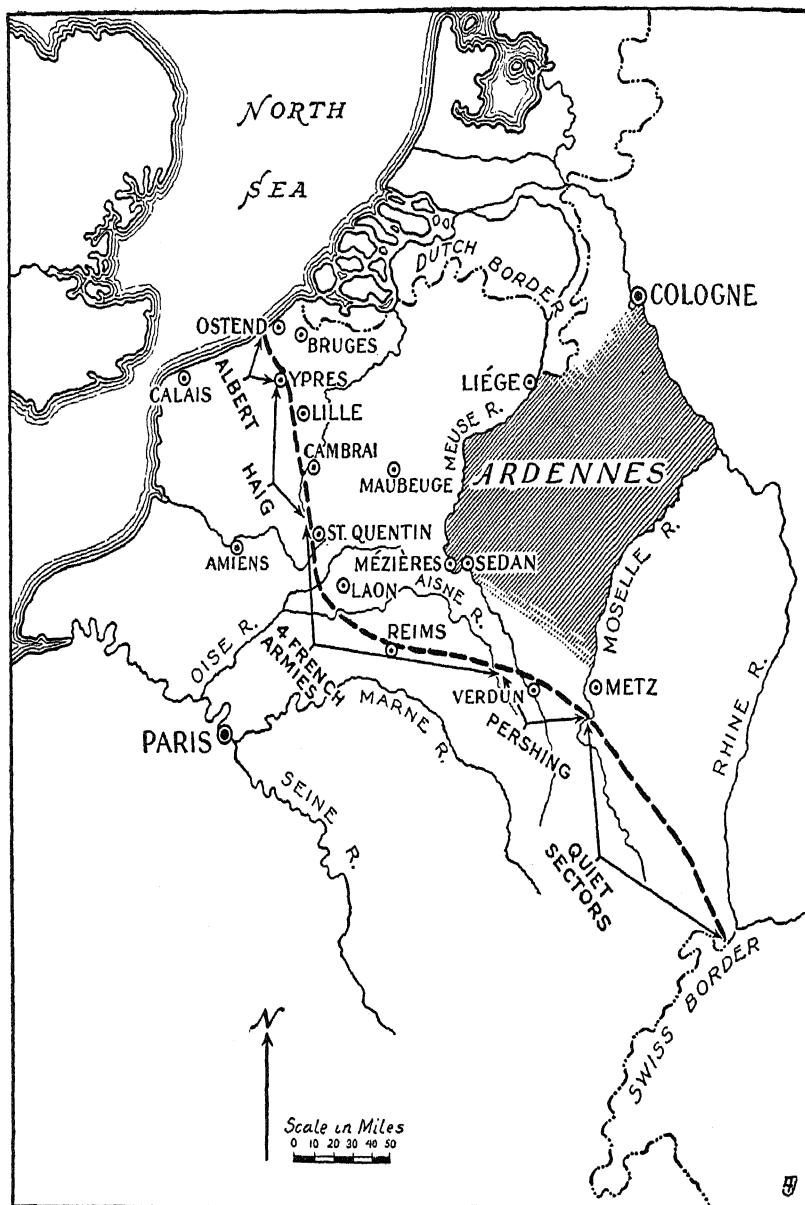 NORTH
SEA
DUTCH BORDER
COLOGNE
OSTEND
BRUGES
ALBERT
YPRES
CALAIS
LIÉGE
LILLE
MEUSE R.
CAMBRAI
ARDENNES
HAIG
MAUBEUGE
ST. QUENTIN
AMIENS
MÉZIÈRES
SEDAN
MOSELLE R.
LAON
AISNE R.
OISE R.
4 FRENCH
ARMIES
REIMS
VERDUN
METZ
MARNE R.
PERSHING
RHINE R.
PARIS
SEINE R.
QUIET
SECTORS
SWISS BORDER
N
Scale in Miles
0 10 20 30 40 50